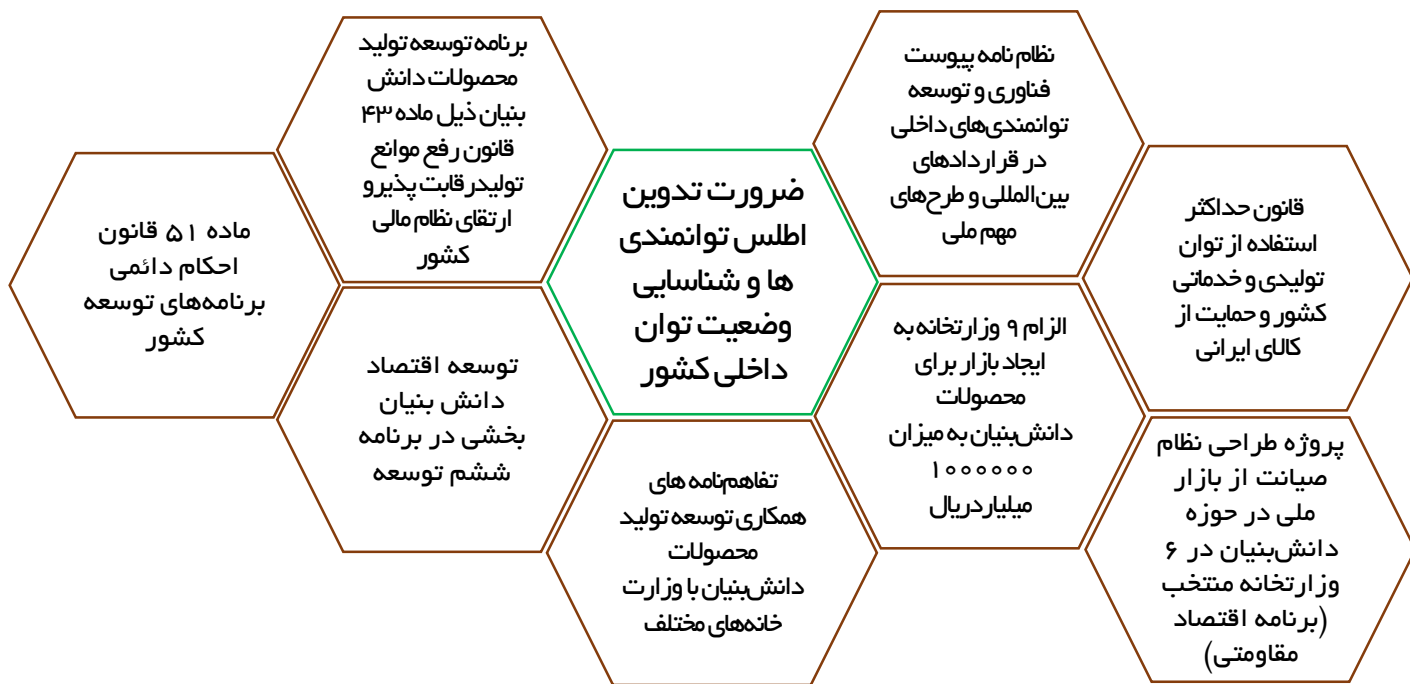 قانون حداکثر
استفاده از توان
تولیدی و خدماتی
کشور و حمایت از
کالای ایرانی
پروژه طراحی نظام
صیانت از بازار
ملی در حوزه
دانش‌بنیان در ۶
وزارتخانه منتخب
(برنامه اقتصاد
مقاومتی)
نظام نامه پیوست
فناوری و توسعه
توانمندی‌های داخلی
در قراردادهای
بین‌المللی و طرح‌های
مهم ملی
الزام ۹ وزارتخانه به
ایجاد بازار برای
محصولات
دانش‌بنیان به میزان
۱۰۰۰۰۰۰
میلیارد ریال
ضرورت تدوین
اطلس توانمندی
ها و شناسایی
وضعیت توان
داخلی کشور
تفاهم‌نامه های
همکاری توسعه تولید
محصولات
دانش‌بنیان با وزارت
خانه‌های مختلف
برنامه توسعه تولید
محصولات دانش
بنیان ذیل ماده ۴۳
قانون رفع موانع
تولید رقابت پذیر و
ارتقای نظام مالی
کشور
توسعه اقتصاد
دانش بنیان
بخشی در برنامه
ششم توسعه
ماده ۵۱ قانون
احکام دائمی
برنامه‌های توسعه
کشور